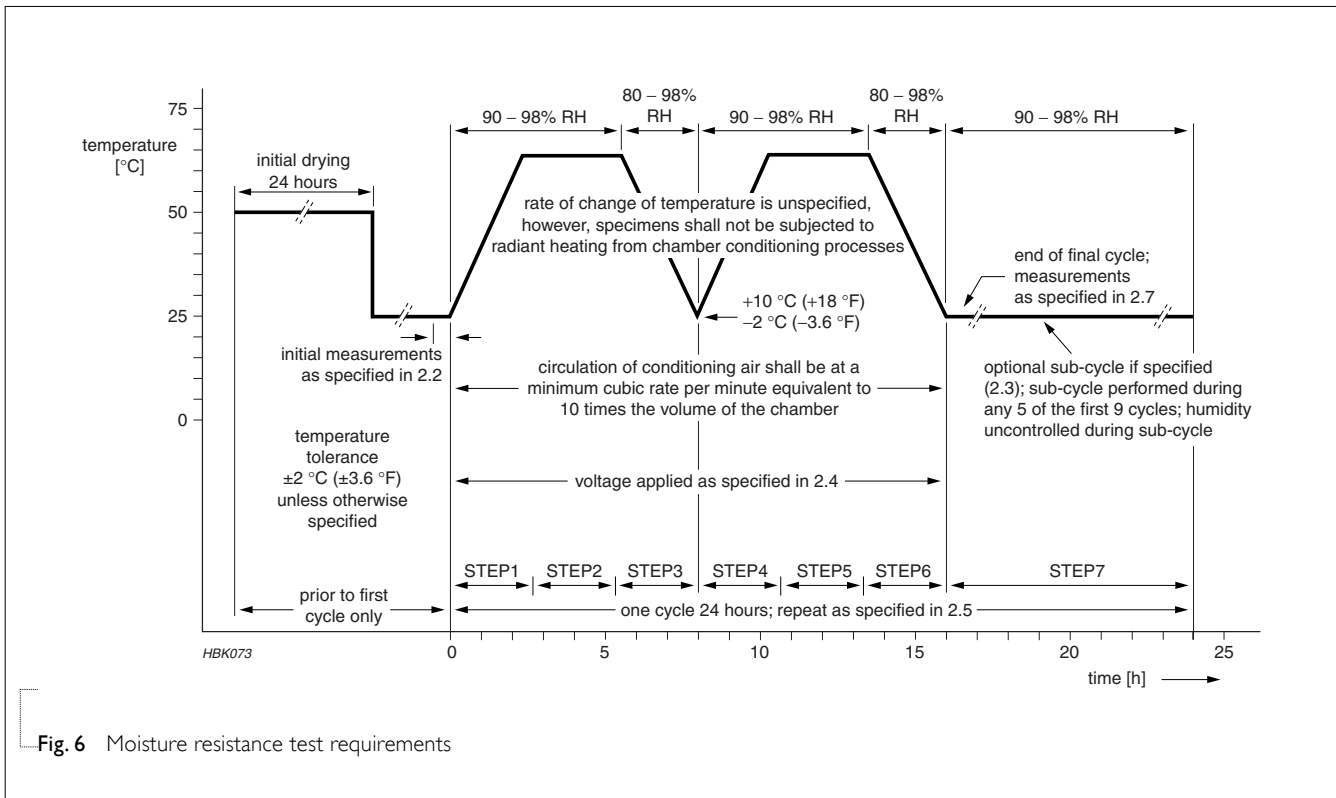 75
temperature
[°C]
50
25
0
initial drying
24 hours
90 – 98% RH
80 – 98%
RH
90 – 98% RH
80 – 98%
RH
90 – 98% RH
rate of change of temperature is unspecified,
however, specimens shall not be subjected to
radiant heating from chamber conditioning processes
end of final cycle;
measurements
as specified in 2.7
+10 °C (+18 °F)
–2 °C (–3.6 °F)
initial measurements
as specified in 2.2
circulation of conditioning air shall be at a
minimum cubic rate per minute equivalent to
10 times the volume of the chamber
optional sub-cycle if specified
(2.3); sub-cycle performed during
any 5 of the first 9 cycles; humidity
uncontrolled during sub-cycle
temperature
tolerance
±2 °C (±3.6 °F)
unless otherwise
specified
voltage applied as specified in 2.4
STEP1 STEP2 STEP3 STEP4 STEP5 STEP6 STEP7
prior to first
cycle only
one cycle 24 hours; repeat as specified in 2.5
HBK073
0 5 10 15 20 25
time [h]
Fig. 6 Moisture resistance test requirements